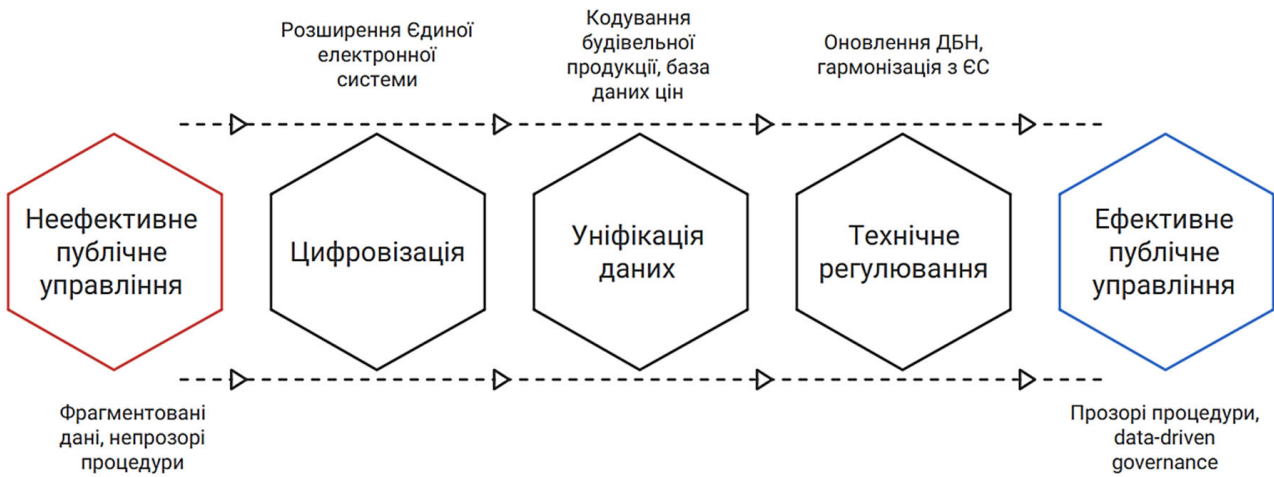 Розширення Єдиної
електронної
системи
Кодування
будівельної
продукції, база
даних цін
Оновлення ДБН,
гармонізація з ЄС
Неефективне
публічне
управління
Цифровізація
Уніфікація
даних
Технічне
регулювання
Ефективне
публічне
управління
Фрагментовані
дані, непрозорі
процедури
Прозорі процедури,
data-driven
governance